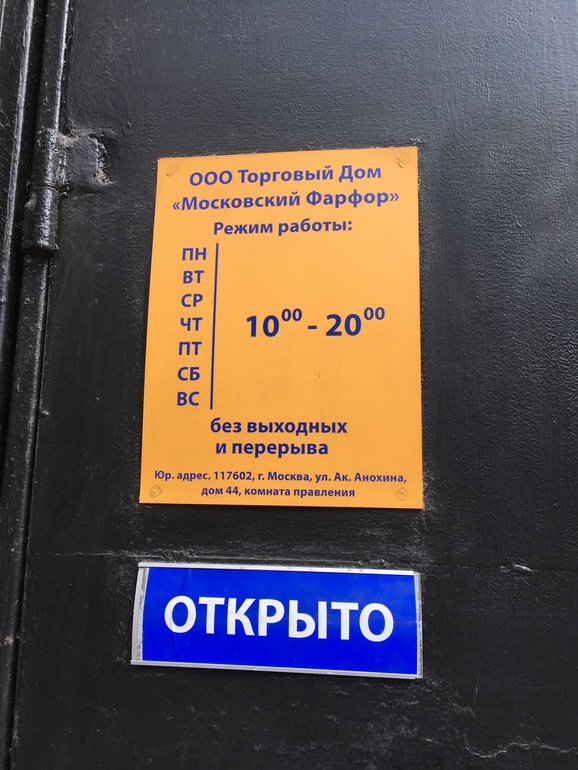 ООО Торговый Дом
«Московский Фарфор»
Режим работы:
ПН
ВТ
СР
ЧТ
ПТ
СБ
ВС
10⁰⁰ - 20⁰⁰
без выходных
и перерыва
Юр. адрес. 117602, г. Москва, ул. Ак. Анохина,
дом 44, комната правления
ОТКРЫТО